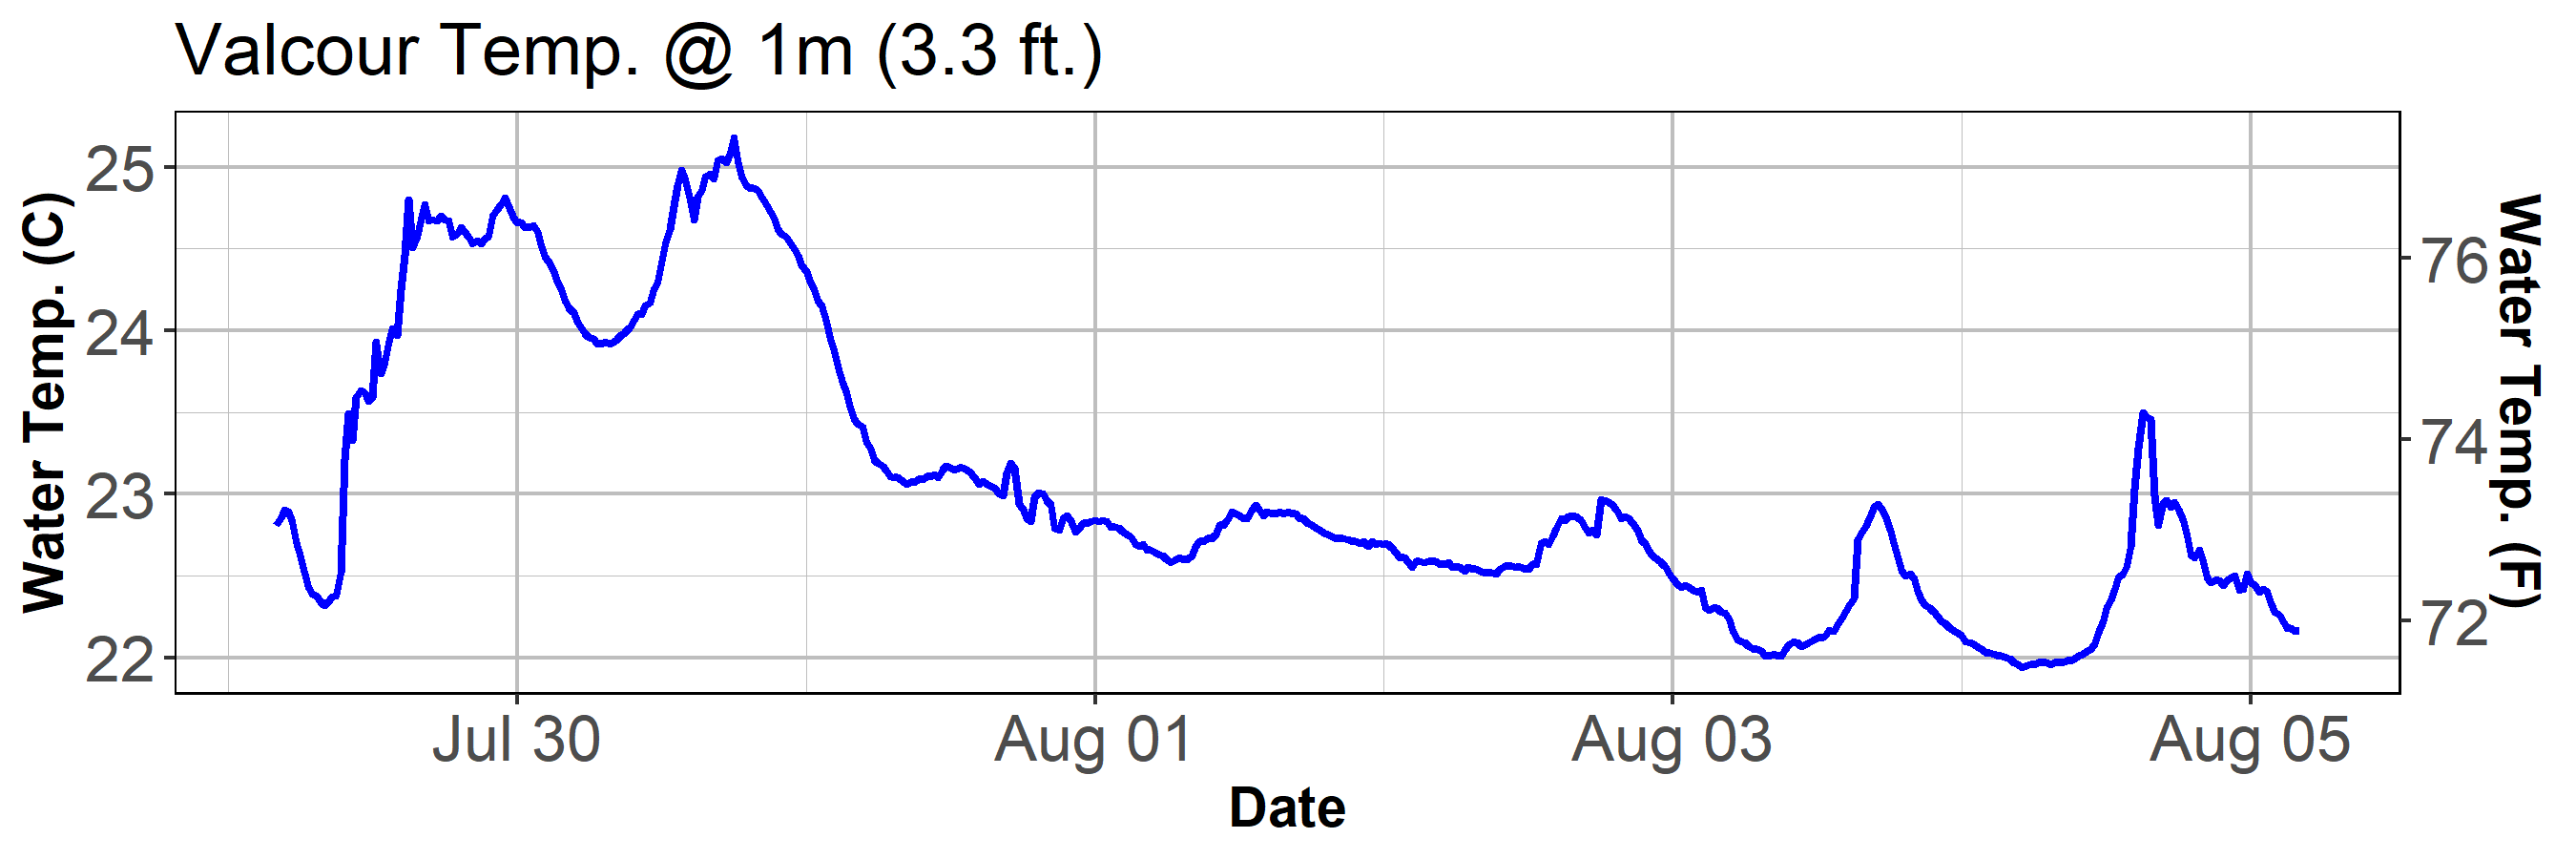 Valcour Temp. @ 1m (3.3 ft.)
Water Temp. (C)
25
24
23
22
76
74
72
Water Temp. (F)
Jul 30
Aug 01
Aug 03
Aug 05
Date